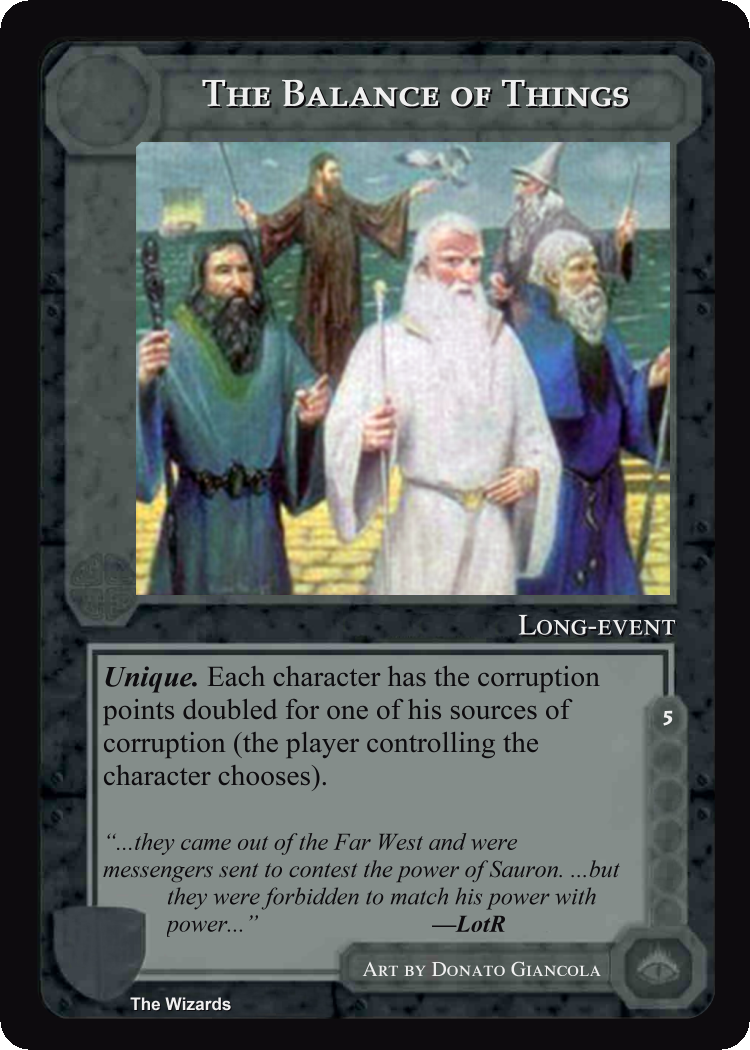 The Balance of Things
Long-event
Unique. Each character has the corruption
points doubled for one of his sources of
corruption (the player controlling the
character chooses).
5
“...they came out of the Far West and were
messengers sent to contest the power of Sauron. ...but
they were forbidden to match his power with
power...” —LotR
Art by Donato Giancola
The Wizards